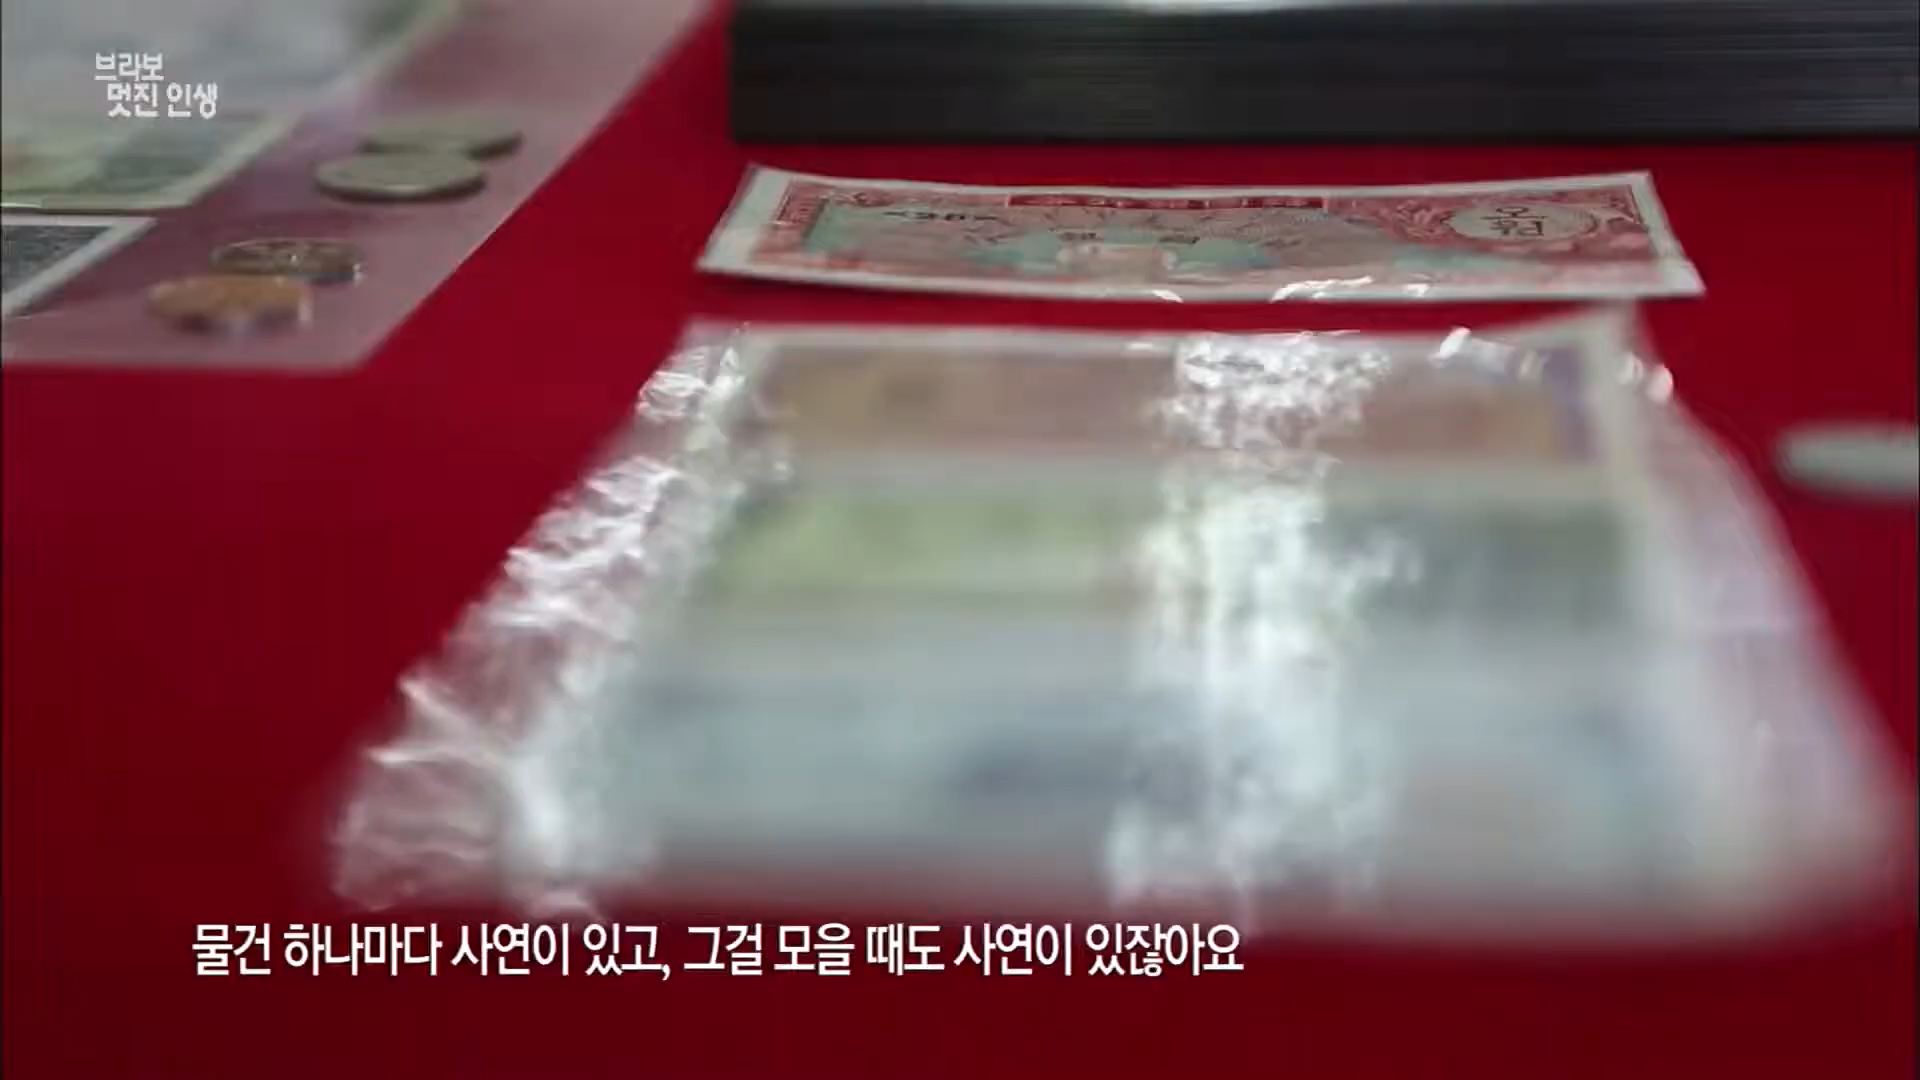 브라보
멋진 인생
물건 하나마다 사연이 있고, 그걸 모을 때도 사연이 있잖아요